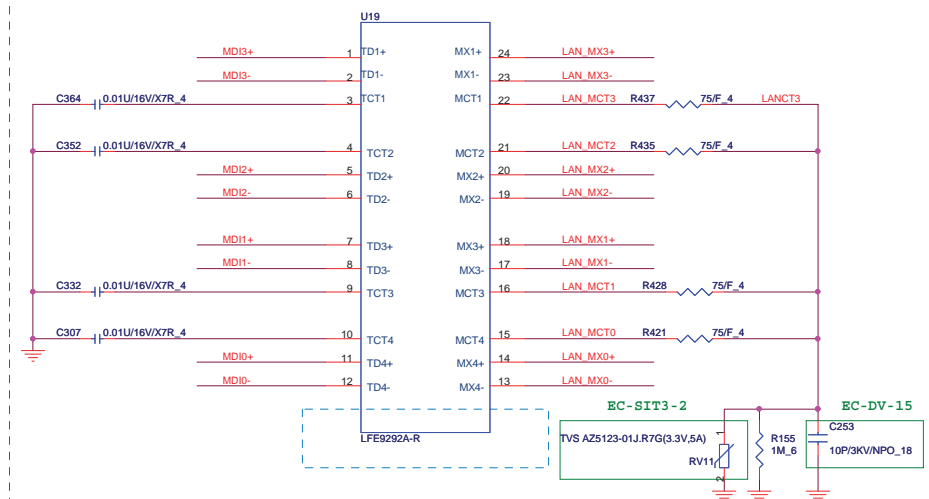 U19
MDI3+ 1 TD1+ MX1+ 24 LAN_MX3+
MDI3- 2 TD1- MX1- 23 LAN_MX3-
C364 0.01U/16V/X7R_4 3 TCT1 MCT1 22 LAN_MCT3 R437 75/F_4 LANCT3
C352 0.01U/16V/X7R_4 4 TCT2 MCT2 21 LAN_MCT2 R435 75/F_4
MDI2+ 5 TD2+ MX2+ 20 LAN_MX2+
MDI2- 6 TD2- MX2- 19 LAN_MX2-
MDI1+ 7 TD3+ MX3+ 18 LAN_MX1+
MDI1- 8 TD3- MX3- 17 LAN_MX1-
C332 0.01U/16V/X7R_4 9 TCT3 MCT3 16 LAN_MCT1 R428 75/F_4
C307 0.01U/16V/X7R_4 10 TCT4 MCT4 15 LAN_MCT0 R421 75/F_4
MDI0+ 11 TD4+ MX4+ 14 LAN_MX0+
MDI0- 12 TD4- MX4- 13 LAN_MX0-
EC-SIT3-2 EC-DV-15
LFE9292A-R
TVS AZ5123-01J.R7G(3.3V,5A)
1
RV11
2
R155
1M_6
C253
10P/3KV/NPO_18